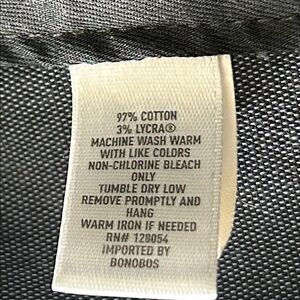 97% COTTON
3% LYCRA®
MACHINE WASH WARM
WITH LIKE COLORS
NON-CHLORINE BLEACH
ONLY
TUMBLE DRY LOW
REMOVE PROMPTLY AND
HANG
WARM IRON IF NEEDED
RN# 128054
IMPORTED BY
BONOBOS